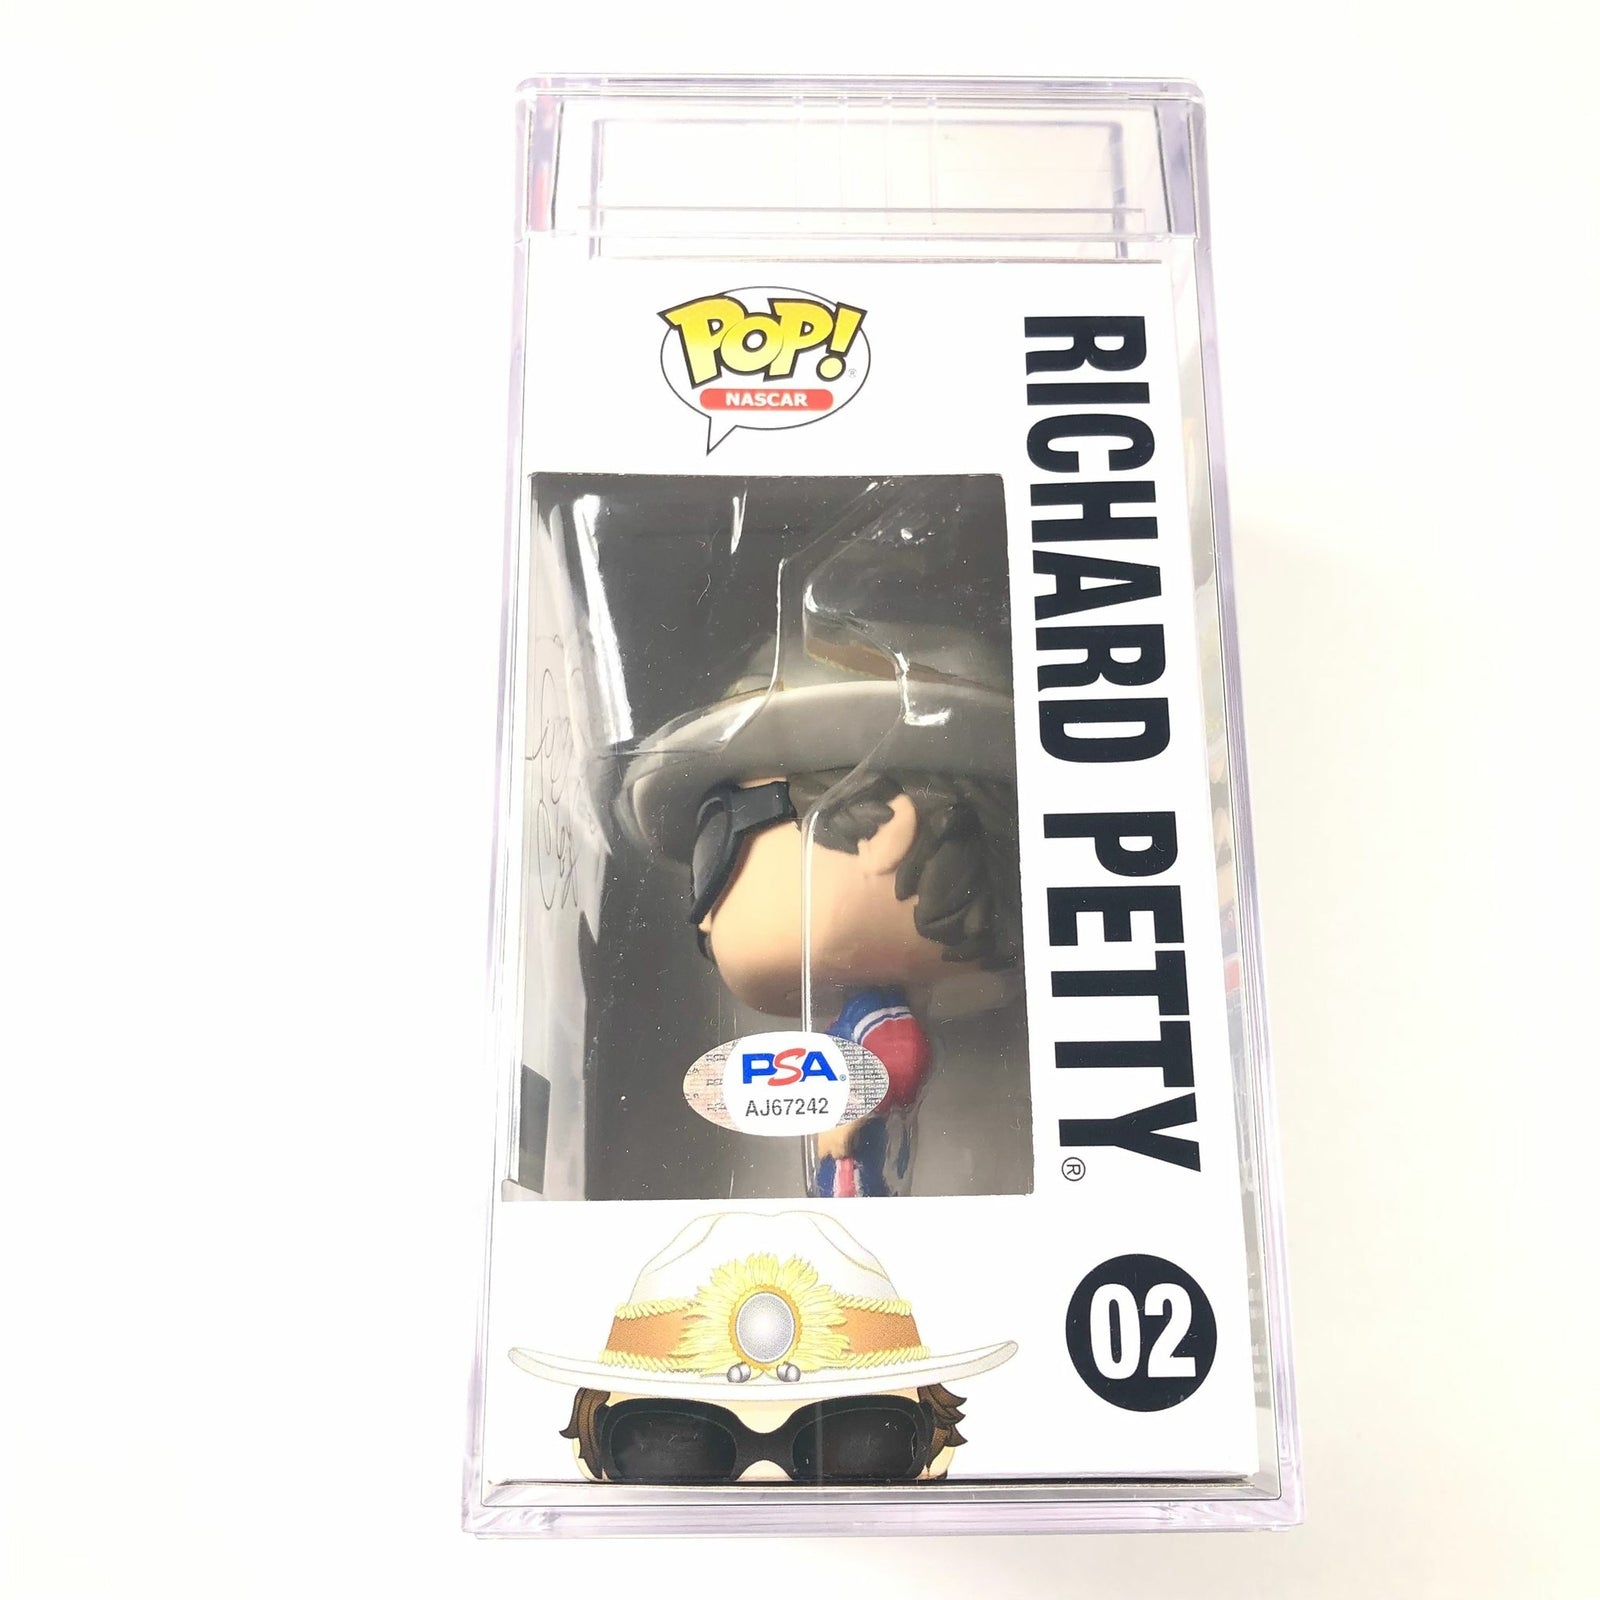 POP!®
NASCAR
RICHARD PETTY®
PSA®
AJ67242
02